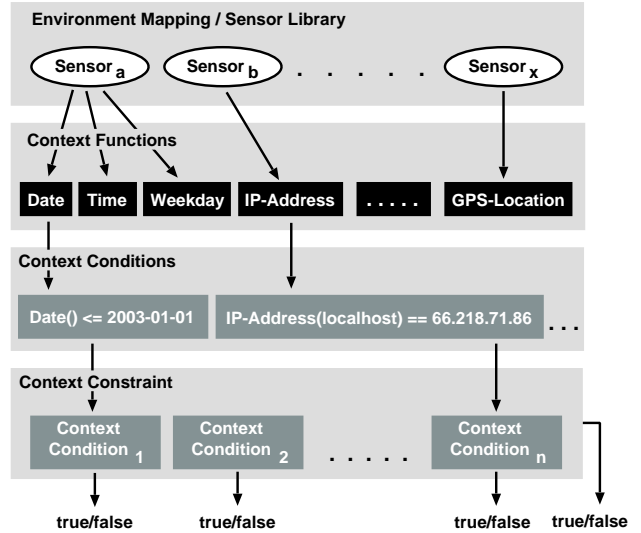 Environment Mapping / Sensor Library
Sensor a
Sensor b
. . . . .
Sensor x
Context Functions
Date
Time
Weekday
IP-Address
. . . . .
GPS-Location
Context Conditions
Date() <= 2003-01-01
IP-Address(localhost) == 66.218.71.86
. . .
Context Constraint
Context
Condition 1
Context
Condition 2
. . . . .
Context
Condition n
true/false
true/false
true/false
true/false